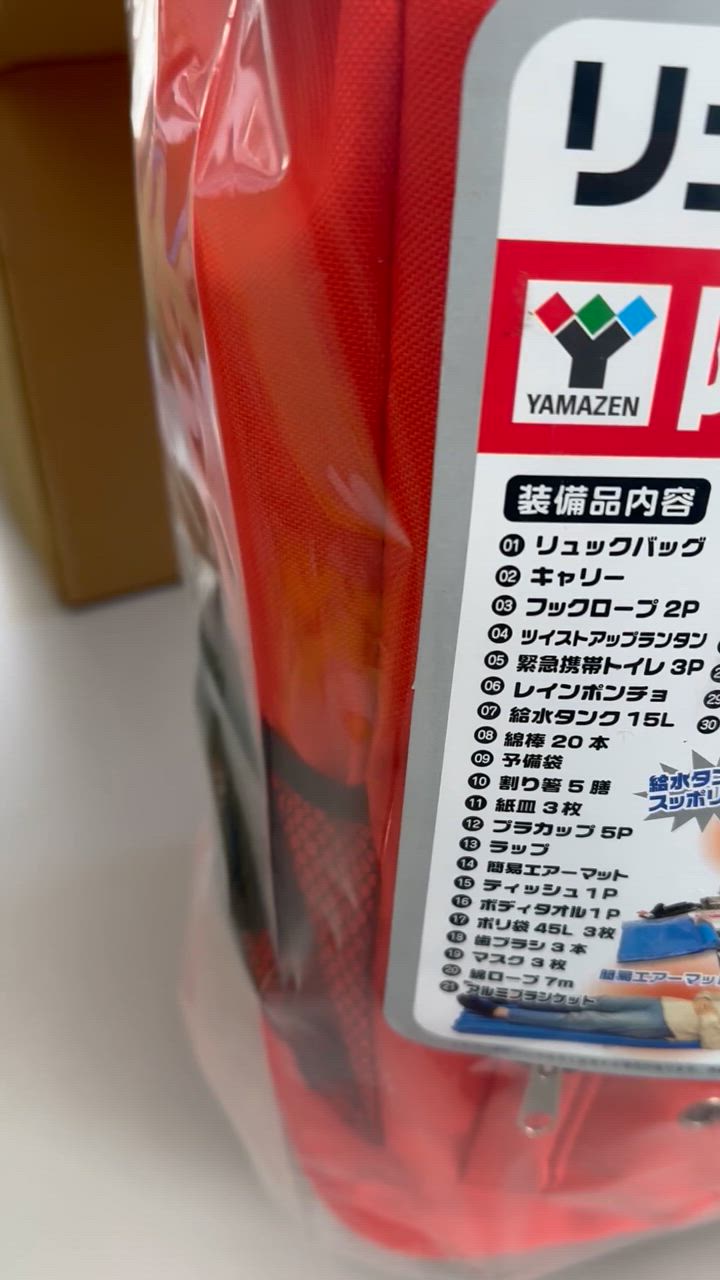 リュ
YAMAZEN
装備品内容
01 リュックバッグ
02 キャリー
03 フックロープ 2P
04 ツイストアップランタン
05 緊急携帯トイレ 3P
06 レインポンチョ
07 給水タンク 15L
08 綿棒 20 本
09 予備袋
10 割り箸 5 膳
11 紙皿 3 枚
12 プラカップ 5P
13 ラップ
14 簡易エアーマット
15 ティッシュ 1P
16 ボディタオル 1P
17 ポリ袋 45L 3枚
18 歯ブラシ 3 本
19 マスク 3 枚
20 綿ロープ 7m
21 アルミブランケット
29
30
給水タン
スッポリ
簡易エアーマット